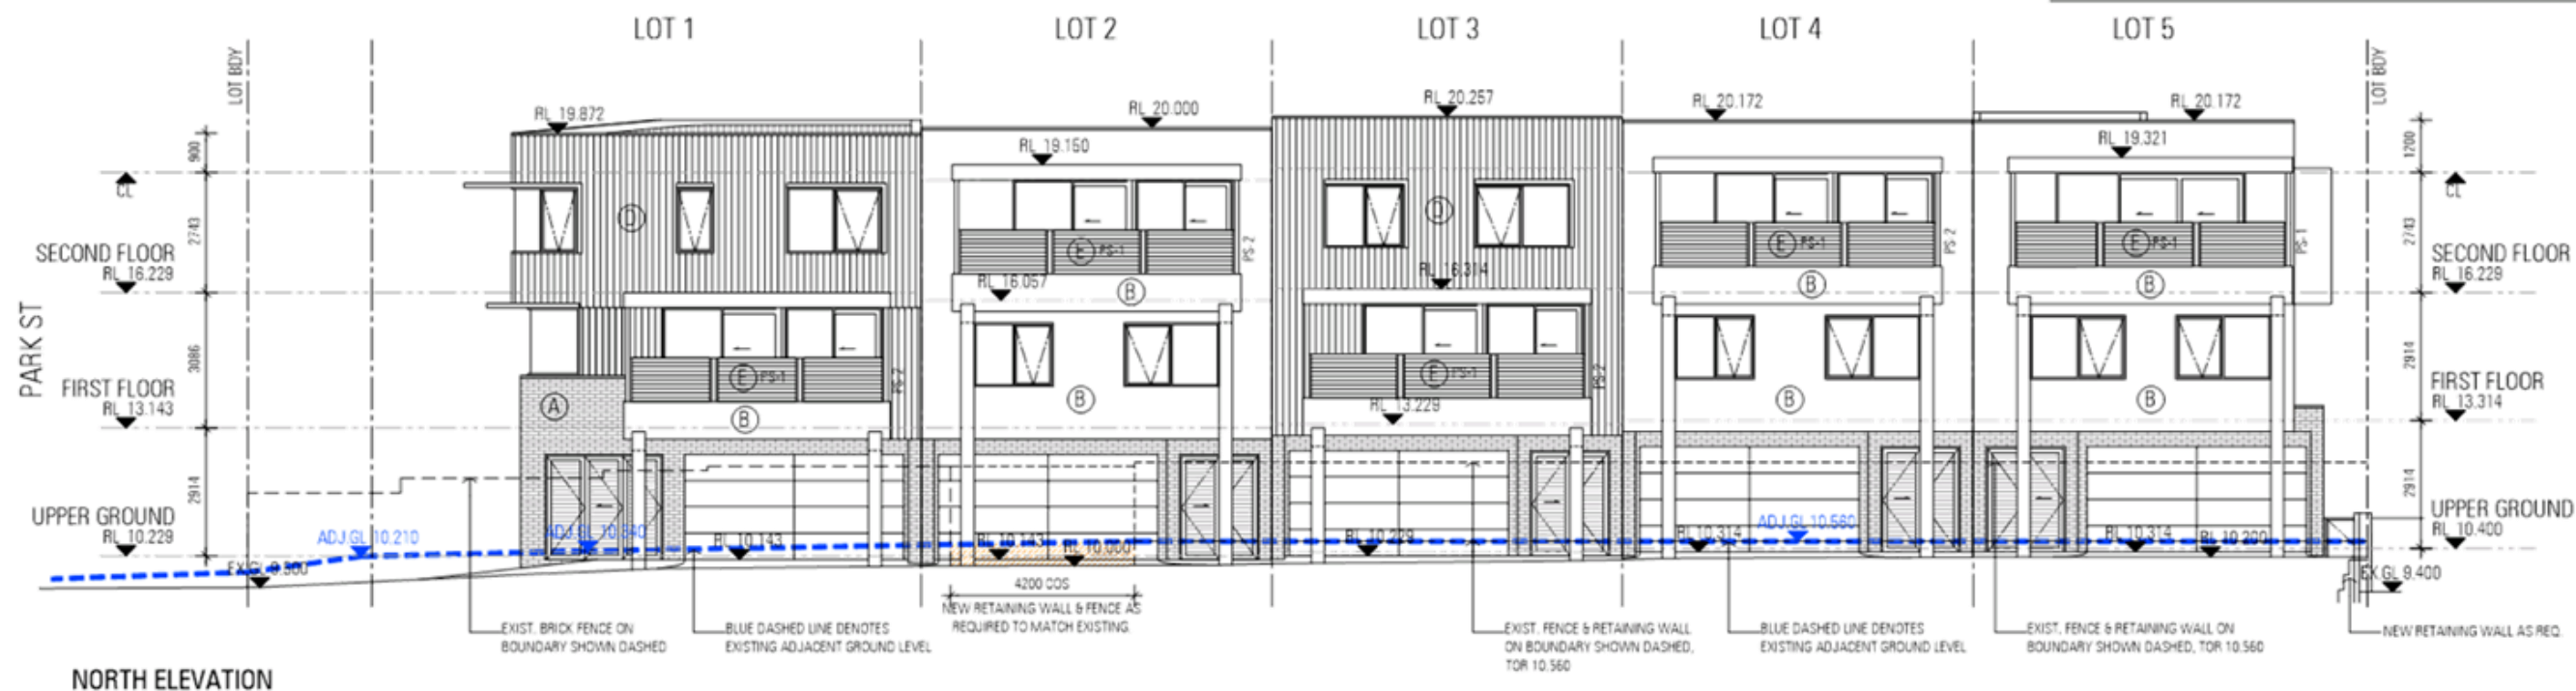 LOT 1
LOT 2
LOT 3
LOT 4
LOT 5
LOT BDY
LOT BDY
RL 19.872
RL 20.000
RL 20.257
RL 20.172
RL 20.172
RL 19.150
RL 19.321
900
1200
CL
CL
2743
2743
D
D
E PS-1
PS-2
E PS-1
PS-2
E PS-1
PS-1
SECOND FLOOR
RL 16.229
SECOND FLOOR
RL 16.229
RL 16.057
RL 16.314
B
B
B
PARK ST
3086
2914
FIRST FLOOR
RL 13.143
FIRST FLOOR
RL 13.314
E PS-1
PS-2
E PS-1
PS-2
A
B
B
RL 13.229
B
B
2914
2914
UPPER GROUND
RL 10.229
UPPER GROUND
RL 10.400
ADJ.GL 10.210
ADJ.GL 10.340
ADJ.GL 10.560
RL 10.143
RL 10.143
RL 10.000
RL 10.229
RL 10.314
RL 10.314
RL 10.200
EX.GL 9.400
4200 COS
NEW RETAINING WALL & FENCE AS
REQUIRED TO MATCH EXISTING.
EXIST. BRICK FENCE ON
BOUNDARY SHOWN DASHED
BLUE DASHED LINE DENOTES
EXISTING ADJACENT GROUND LEVEL
EXIST. FENCE & RETAINING WALL
ON BOUNDARY SHOWN DASHED,
TOR 10.560
BLUE DASHED LINE DENOTES
EXISTING ADJACENT GROUND LEVEL
EXIST. FENCE & RETAINING WALL ON
BOUNDARY SHOWN DASHED, TOR 10.560
NEW RETAINING WALL AS REQ.
NORTH ELEVATION